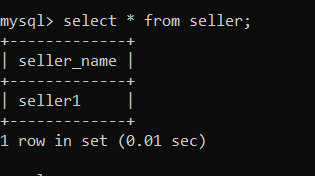 mysql> select * from seller;
+-------------+
| seller_name |
+-------------+
| seller1     |
+-------------+
1 row in set (0.01 sec)